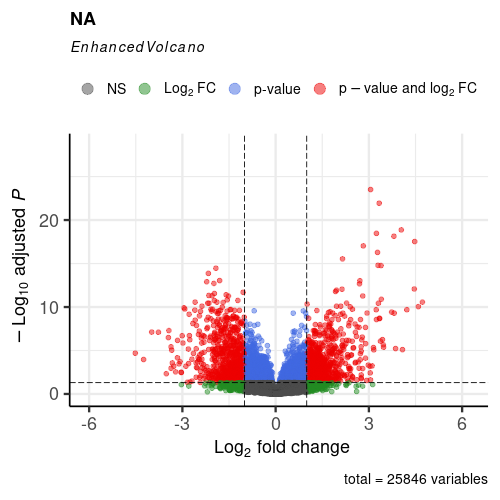 NA
EnhancedVolcano
NS Log₂ FC p-value p − value and log₂ FC
− Log₁₀ adjusted P
20
10
0
-6 -3 0 3 6
Log₂ fold change
total = 25846 variables